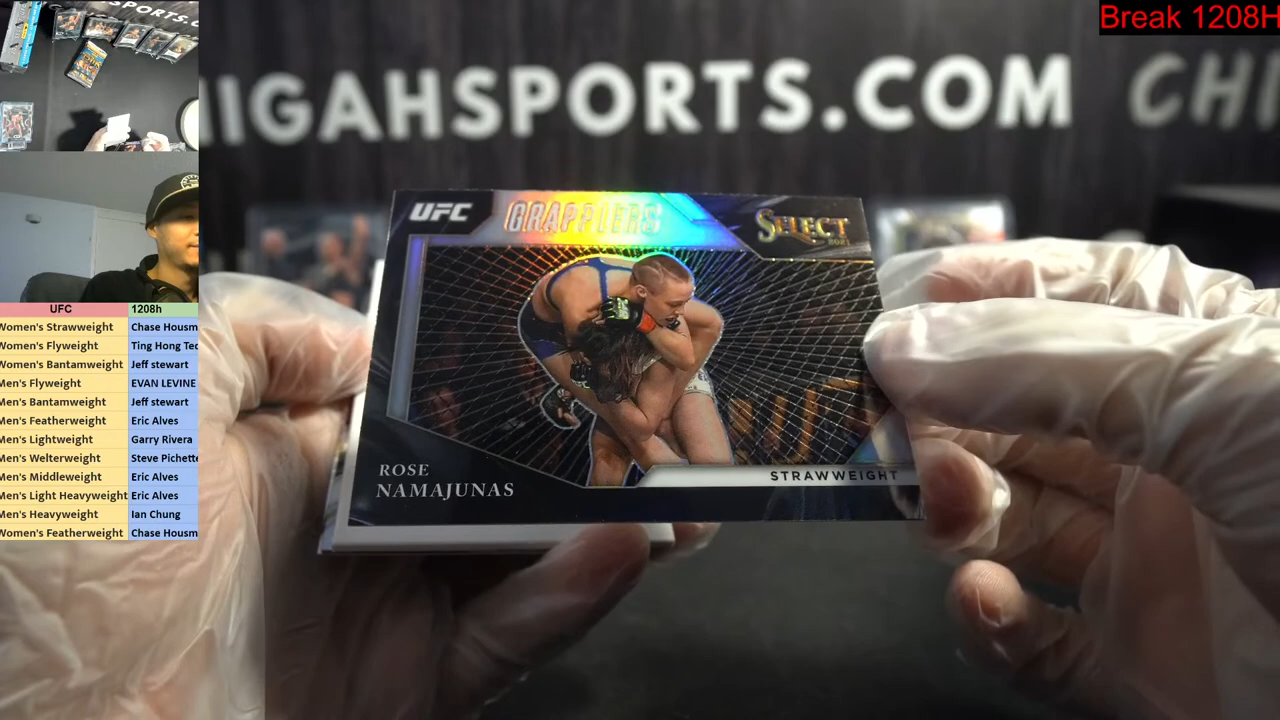 Break 1208H
IGAHSPORTS.COM CHI
UFC GRAPPLERS SELECT
2021
STRAWWEIGHT
ROSE
NAMAJUNAS
UFC 1208h
Women's Strawweight Chase Housm
Women's Flyweight Ting Hong Tec
Women's Bantamweight Jeff stewart
Men's Flyweight EVAN LEVINE
Men's Bantamweight Jeff stewart
Men's Featherweight Eric Alves
Men's Lightweight Garry Rivera
Men's Welterweight Steve Pichette
Men's Middleweight Eric Alves
Men's Light Heavyweight Eric Alves
Men's Heavyweight Ian Chung
Women's Featherweight Chase Housm